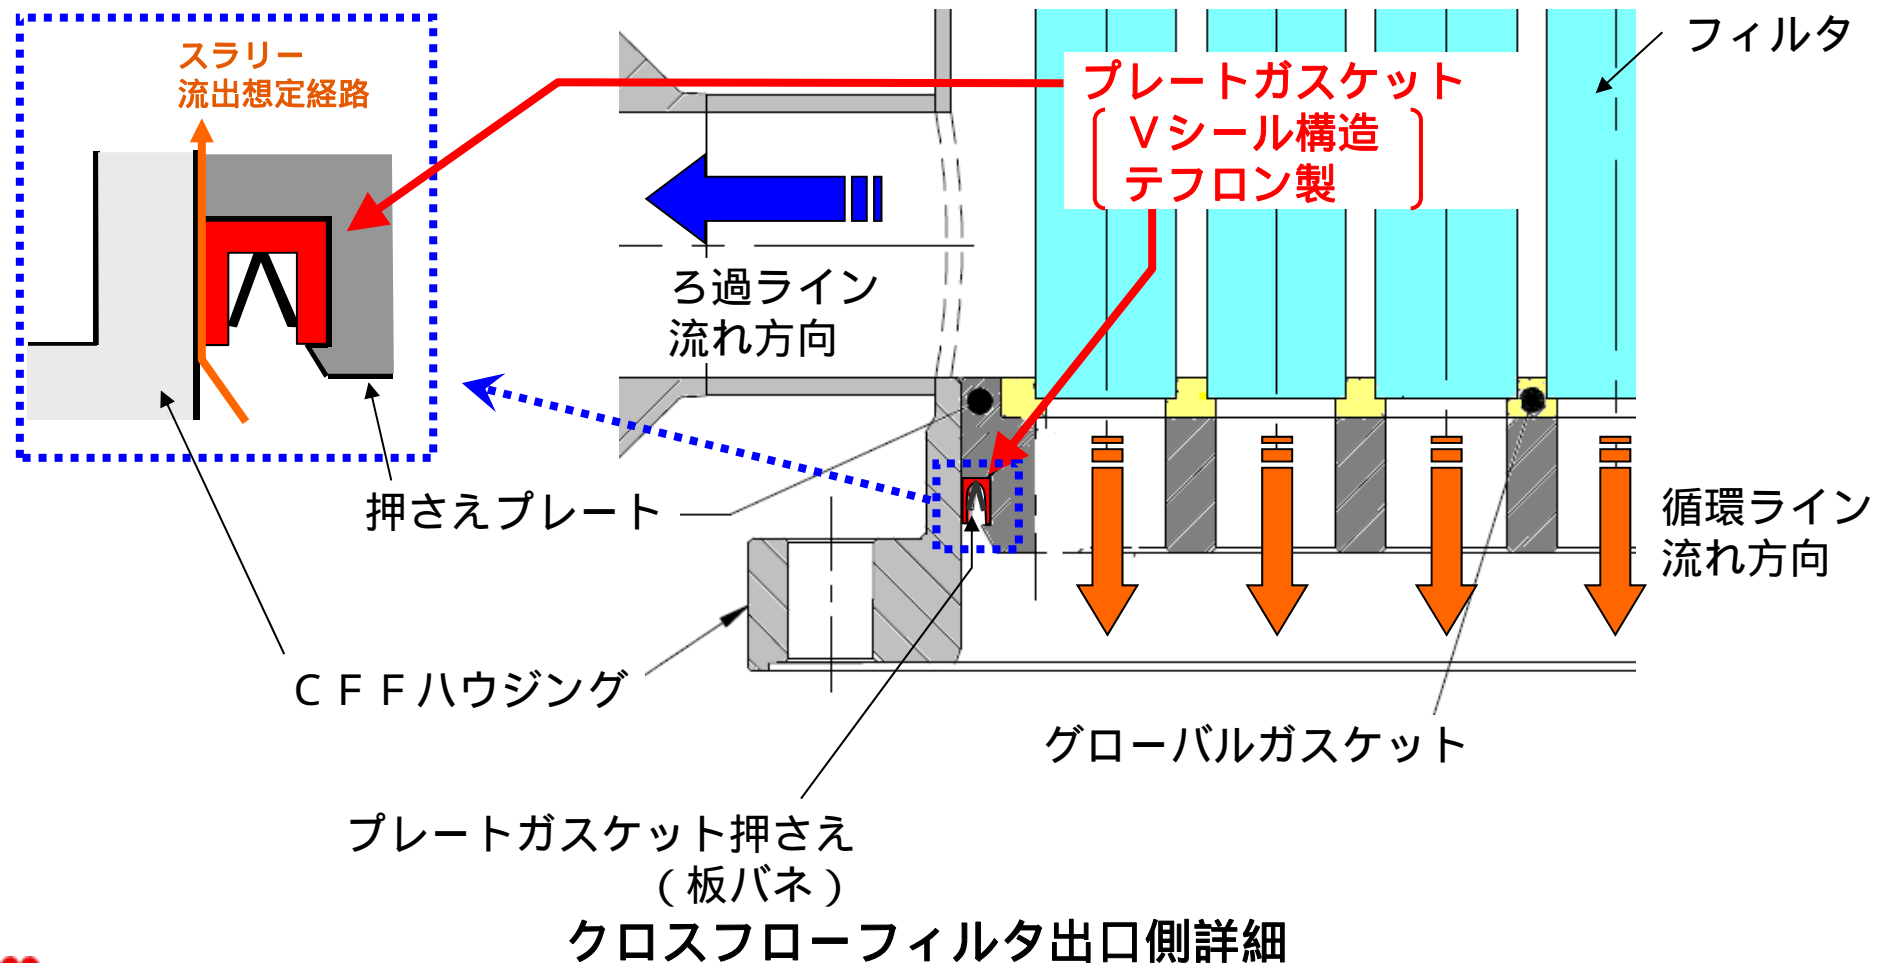 スラリー
流出想定経路
フィルタ
プレートガスケット
Ｖシール構造
テフロン製
ろ過ライン
流れ方向
押さえプレート
循環ライン
流れ方向
ＣＦＦハウジング
グローバルガスケット
プレートガスケット押さえ
（板バネ）
クロスフローフィルタ出口側詳細